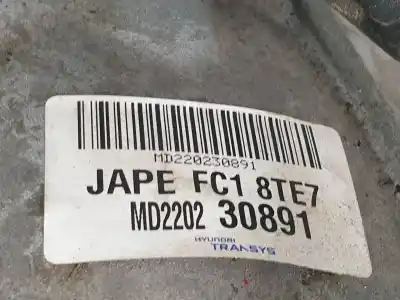 MD220230891
JAPE FC1 8TE7
MD2202 30891
HYUNDAI
TRANSYS